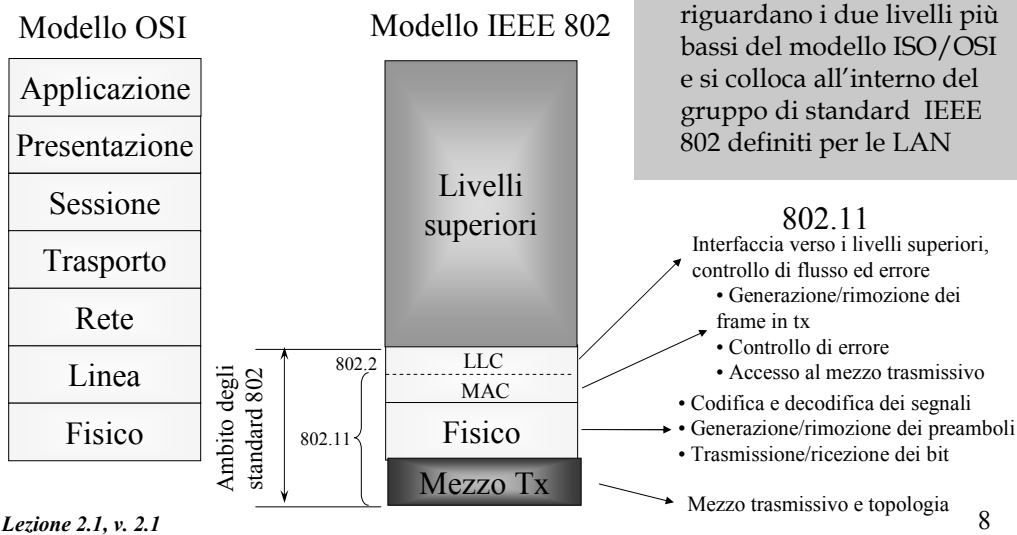 Modello OSI
Applicazione
Presentazione
Sessione
Trasporto
Rete
Linea
Fisico
Modello IEEE 802
Livelli
superiori
LLC
MAC
Fisico
Mezzo Tx
Ambito degli
standard 802
802.2
802.11
riguardano i due livelli più
bassi del modello ISO/OSI
e si colloca all'interno del
gruppo di standard IEEE
802 definiti per le LAN
802.11
Interfaccia verso i livelli superiori,
controllo di flusso ed errore
• Generazione/rimozione dei
frame in tx
• Controllo di errore
• Accesso al mezzo trasmissivo
• Codifica e decodifica dei segnali
• Generazione/rimozione dei preamboli
• Trasmissione/ricezione dei bit
Mezzo trasmissivo e topologia
Lezione 2.1, v. 2.1
8